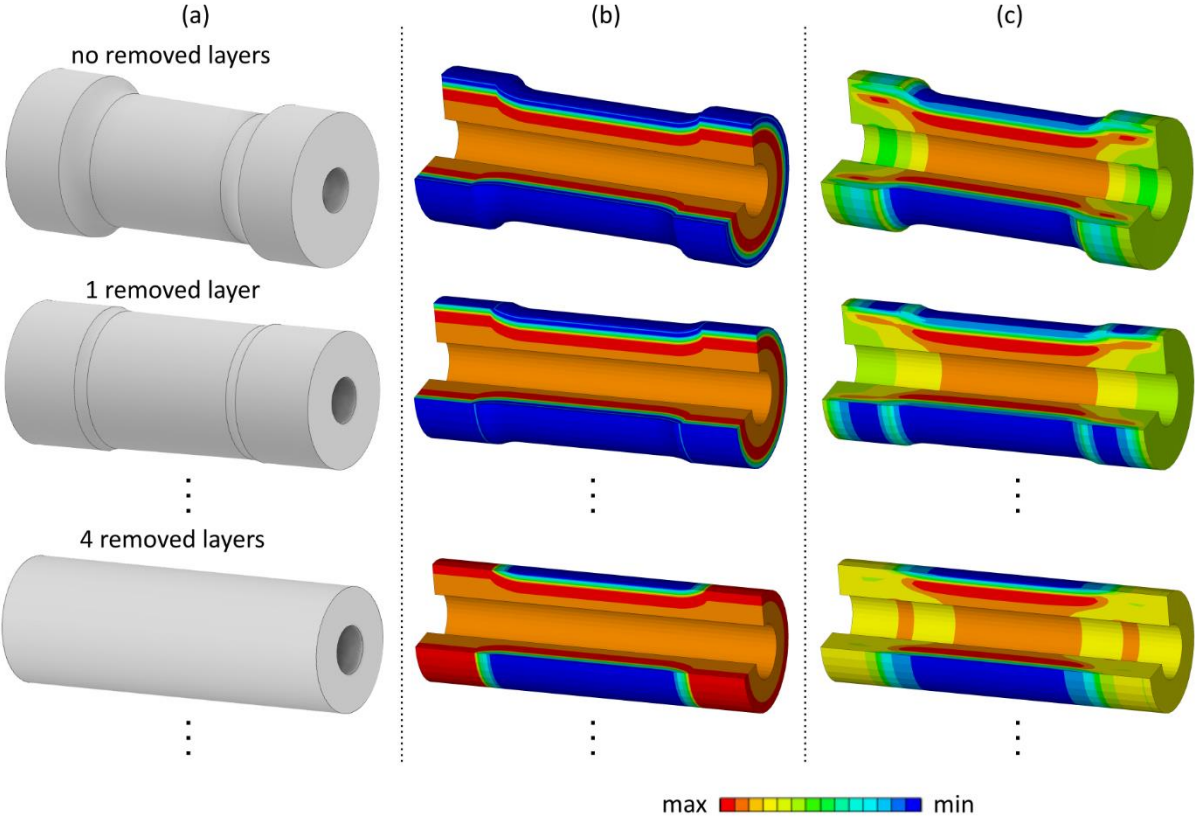 (a)
(b)
(c)
no removed layers
1 removed layer
4 removed layers
max
min